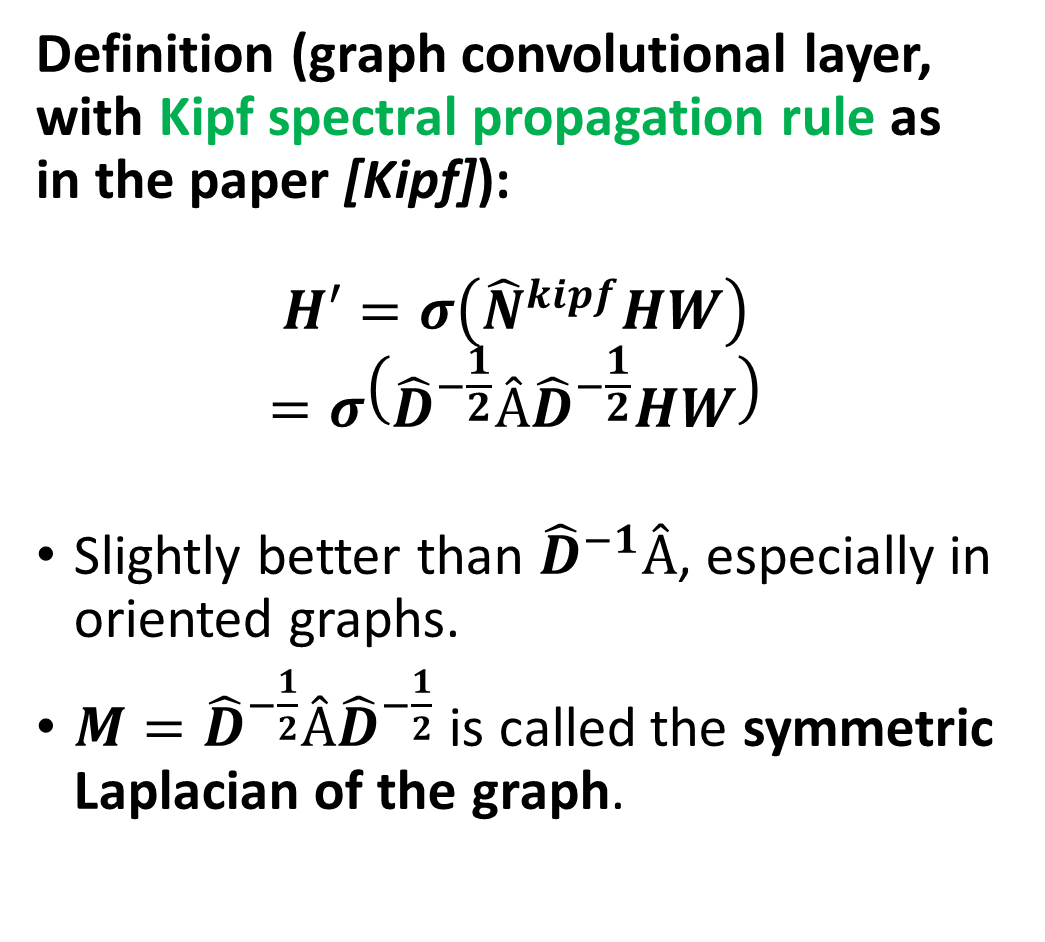 Definition (graph convolutional layer,
with Kipf spectral propagation rule as
in the paper [Kipf]):
H′ = σ(N̂^kipf HW)
= σ(D̂^−1/2 Â D̂^−1/2 HW)
• Slightly better than D̂^−1 Â, especially in
oriented graphs.
• M = D̂^−1/2 Â D̂^−1/2 is called the symmetric
Laplacian of the graph.